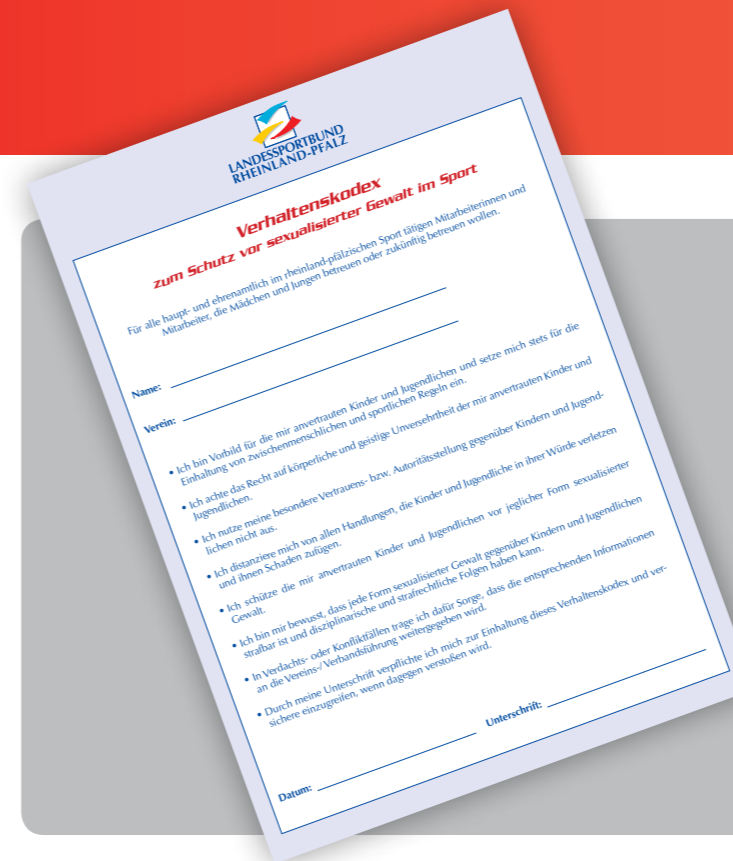 LANDESSPORTBUND
RHEINLAND-PFALZ
Verhaltenskodex
zum Schutz vor sexualisierter Gewalt im Sport
Für alle haupt- und ehrenamtlich im rheinland-pfälzischen Sport tätigen Mitarbeiterinnen und
Mitarbeiter, die Mädchen und Jungen betreuen oder zukünftig betreuen wollen.
Name:
Verein:
• Ich bin Vorbild für die mir anvertrauten Kinder und Jugendlichen und setze mich stets für die
Einhaltung von zwischenmenschlichen und sportlichen Regeln ein.
• Ich achte das Recht auf körperliche und geistige Unversehrtheit der mir anvertrauten Kinder und
Jugendlichen.
• Ich nutze meine besondere Vertrauens- bzw. Autoritätsstellung gegenüber Kindern und Jugend-
lichen nicht aus.
• Ich distanziere mich von allen Handlungen, die Kinder und Jugendliche in ihrer Würde verletzen
und ihnen Schaden zufügen.
• Ich schütze die mir anvertrauten Kinder und Jugendlichen vor jeglicher Form sexualisierter
Gewalt.
• Ich bin mir bewusst, dass jede Form sexualisierter Gewalt gegenüber Kindern und Jugendlichen
strafbar ist und disziplinarische und strafrechtliche Folgen haben kann.
• In Verdachts- oder Konfliktfällen trage ich dafür Sorge, dass die entsprechenden Informationen
an die Vereins-/Verbandsführung weitergegeben wird.
• Durch meine Unterschrift verpflichte ich mich zur Einhaltung dieses Verhaltenskodex und ver-
sichere einzugreifen, wenn dagegen verstoßen wird.
Datum: Unterschrift: